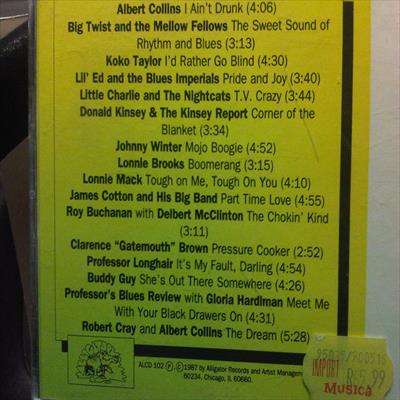 Albert Collins I Ain't Drunk (4:06)
Big Twist and the Mellow Fellows The Sweet Sound of
Rhythm and Blues (3:13)
Koko Taylor I'd Rather Go Blind (4:30)
Lil' Ed and the Blues Imperials Pride and Joy (3:40)
Little Charlie and The Nightcats T.V. Crazy (3:44)
Donald Kinsey & The Kinsey Report Corner of the
Blanket (3:34)
Johnny Winter Mojo Boogie (4:52)
Lonnie Brooks Boomerang (3:15)
Lonnie Mack Tough on Me, Tough On You (4:10)
James Cotton and His Big Band Part Time Love (4:55)
Roy Buchanan with Delbert McClinton The Chokin' Kind
(3:11)
Clarence "Gatemouth" Brown Pressure Cooker (2:52)
Professor Longhair It's My Fault, Darling (4:54)
Buddy Guy She's Out There Somewhere (4:26)
Professor's Blues Review with Gloria Hardiman Meet Me
With Your Black Drawers On (4:31)
Robert Cray and Albert Collins The Dream (5:28)
ALCD 102 Ⓟ © 1987 by Alligator Records and Artist Management
60234, Chicago, IL 60660.
IMPORT
Musica